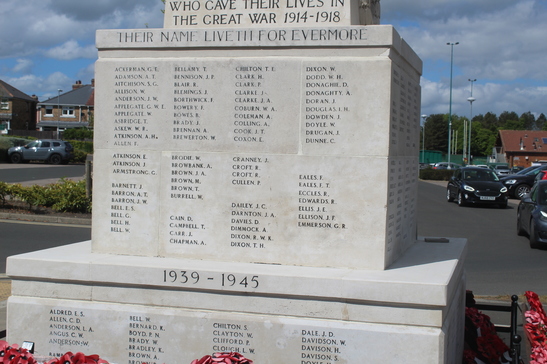 WHO GAVE THEIR LIVES IN
THE GREAT WAR 1914-1918
THEIR NAME LIVETH FOR EVERMORE
ACKERMAN G. T.
ADAMSON A. T.
AITCHISON, S. G.
ALLISON, W.
ANDERSON J. W.
APPLEGATE W. E.
APPLEGATE W.
ASBRIDGE, T.
ASKEW W. R.
ATKINSON, A. H.
ALLEN, F.
BELLAMY, T.
BENNISON J. P.
BLAIR, R.
BOWERY, F.
BOWES, R.
BRADY, J.
BRENNAN A.
BREWERTON, W.
CHILTON T. E.
CLARK, H.
CLARK, P.
CLARKE, J.
CLARKE J. A.
COBURN W. A.
COLEMAN, A.
COLLING, A.
COOK, J. T.
COXON, E.
DIXON W.
DODD W. H.
DONAGHIE, D.
DONAGHEY, A.
DORAN J.
DOUGLAS, I. H.
DOWDEN, J.
DOYLE W.
DRUGAN, J.
DUNNE C.
ATKINSON, E.
ATKINSON J.
ARMSTRONG, G.
BARNETT J.
BARRON, A. T.
BARRON, J. W.
BELL E. S.
BELL, G.
BELL, H.
BELL, W.
BRODIE W.
BROWBANK, A.
BROWN, J. A.
BROWN, H.
BROWN, T.
BURRELL, W.
CAIN D.
CAMPBELL, T.
CARR, J.
CHAPMAN, A.
CRANNEY, J.
CROFT R.
CROFT, R.
CULLEN, P.
DAILEY, J. C.
DARNTON, J. A.
DAVIES, D.
DIMMOCK A.
DIXON R. W. K.
DIXON, T. H.
EALES, F.
EALES, F. T.
ECCLES, R.
EDWARDS, R.
ELLIS, J. E.
ELLISON, J. F.
EMMERSON G. R.
1939-1945
ALDRED, E. S.
ALLEN, C. D.
ANDERSON, L. A.
ANGUS C. W.
ANDERSON W.
BELL, W.
BERNARD, R.
BOYD, P. N.
BRADY, W.
BRADLEY, K.
BROWN, A.
CHILTON, S.
CLAYTON, W.
CLIFFORD, P.
CLOUGH, W.
DALE, J. D.
DAVIDSON, W.
DAVISON, H.
DAVISON, S.